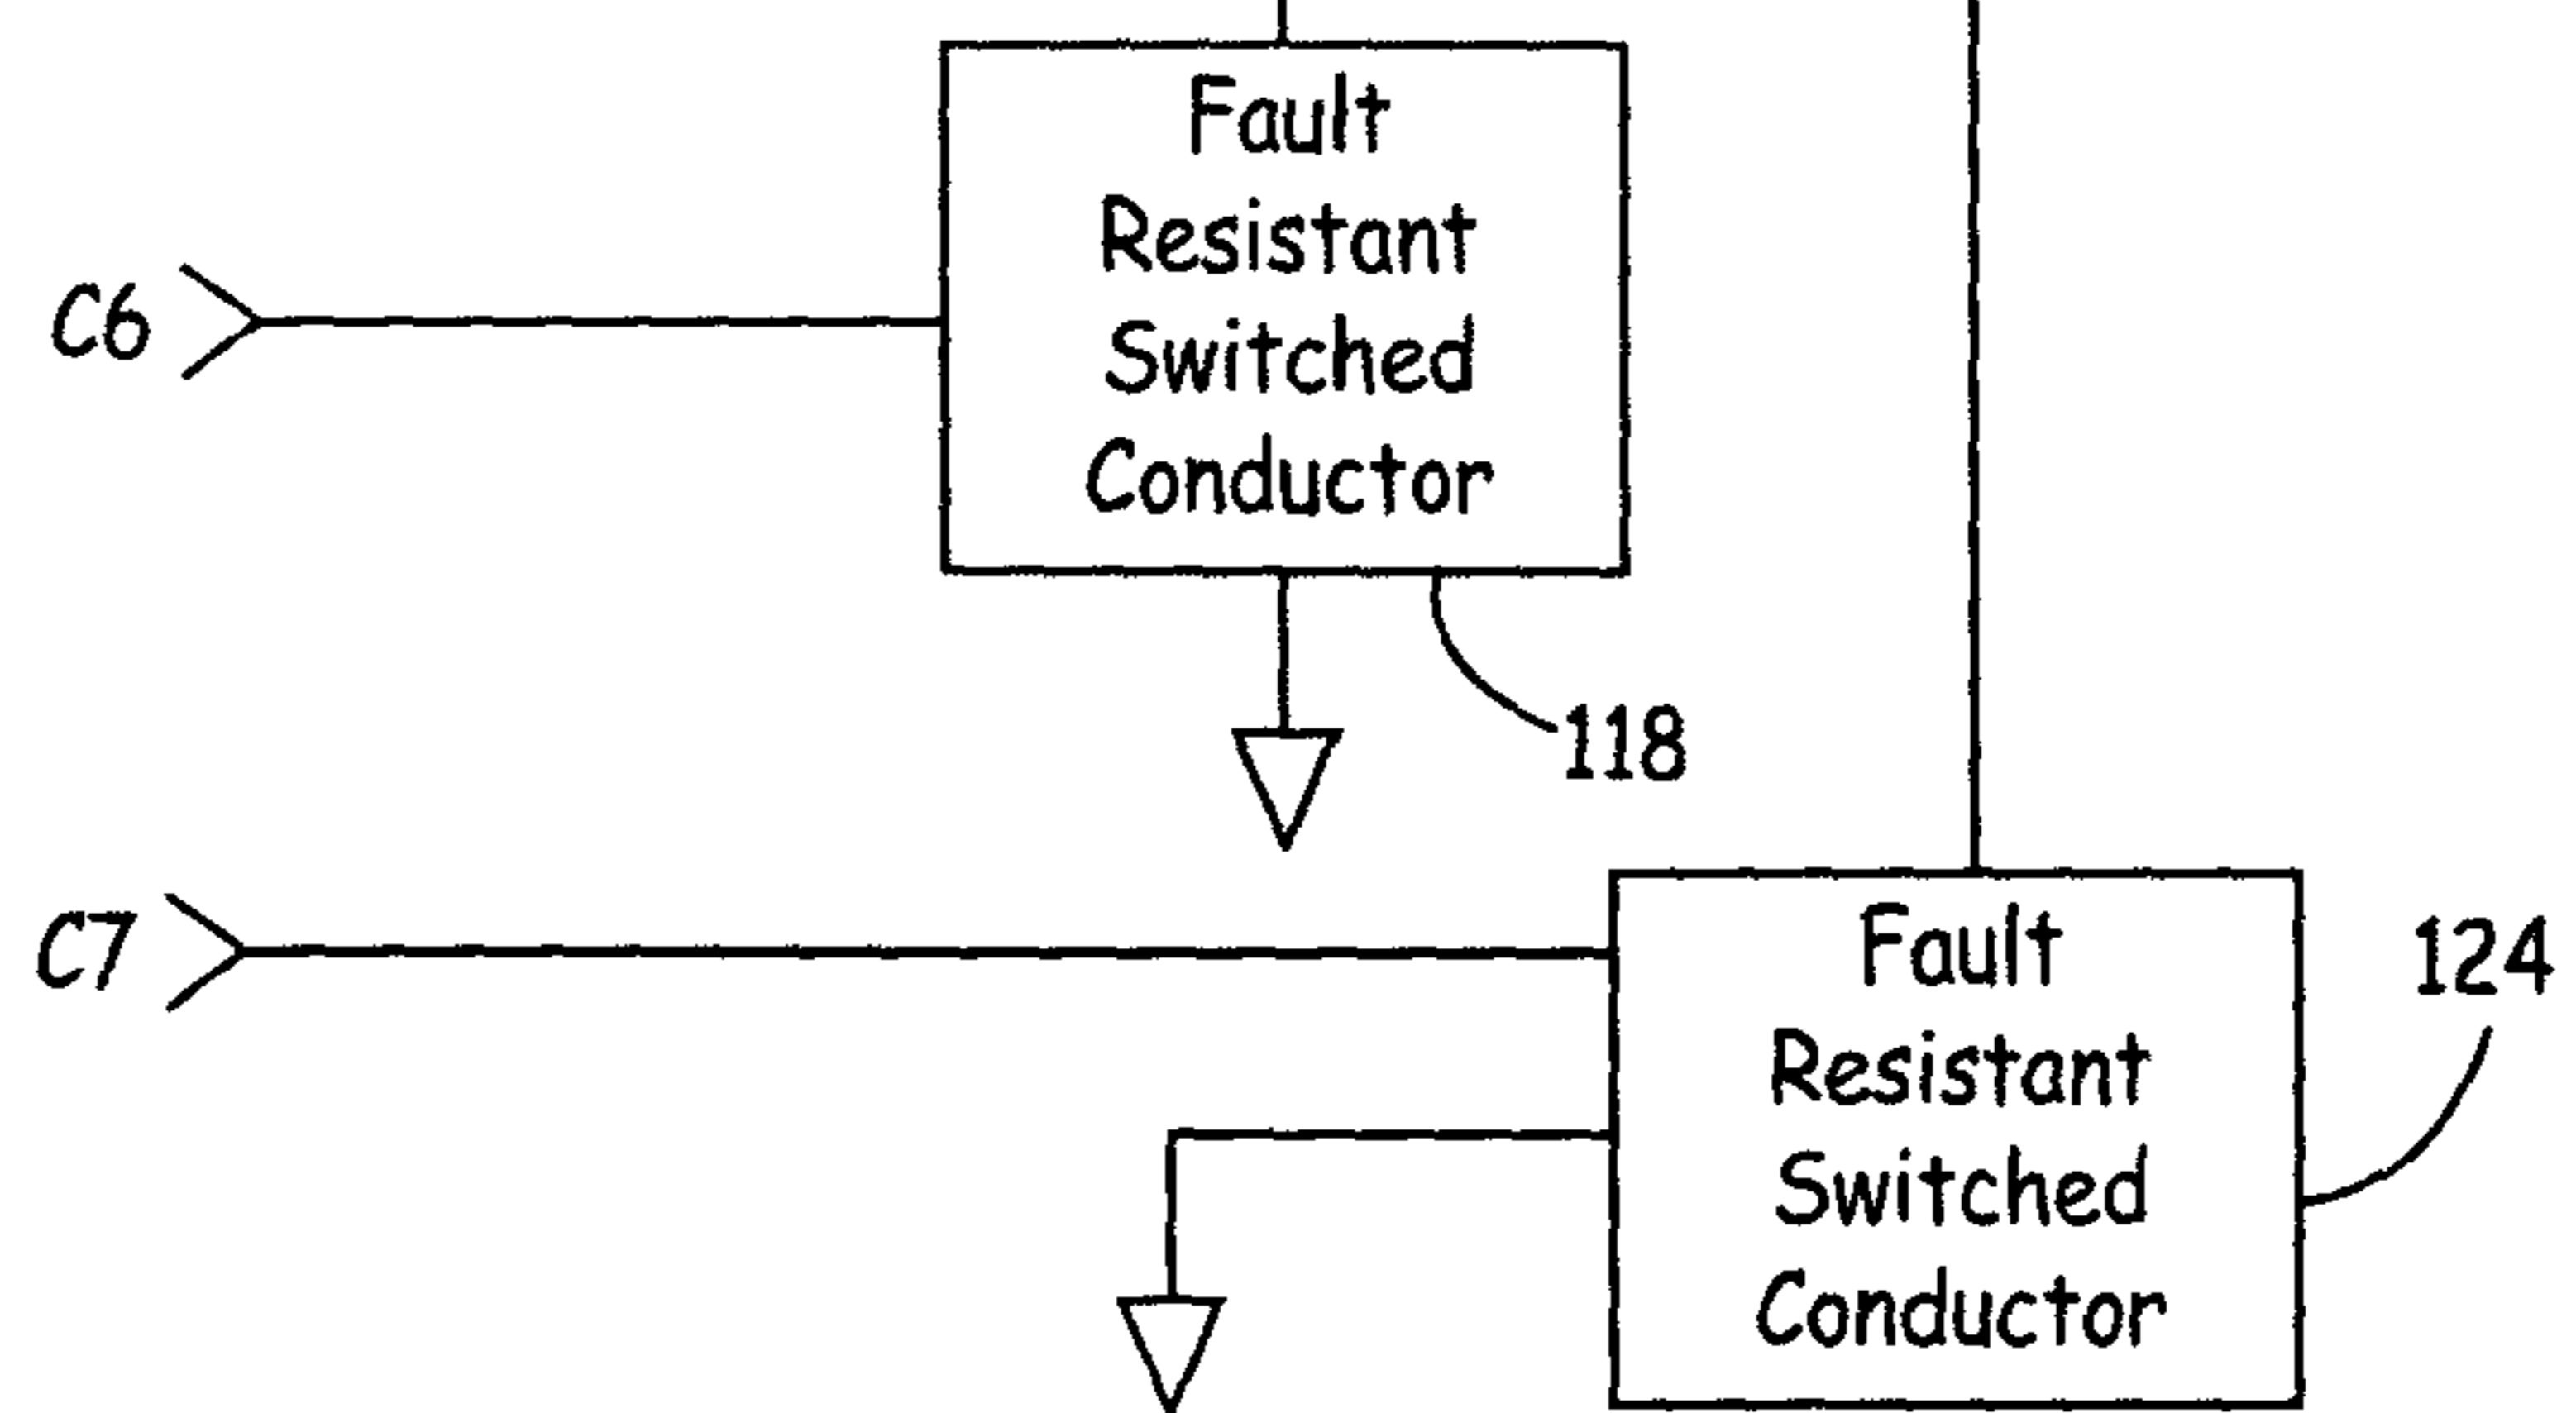 Fault
Resistant
Switched
Conductor
C6
118
C7
Fault
Resistant
Switched
Conductor
124